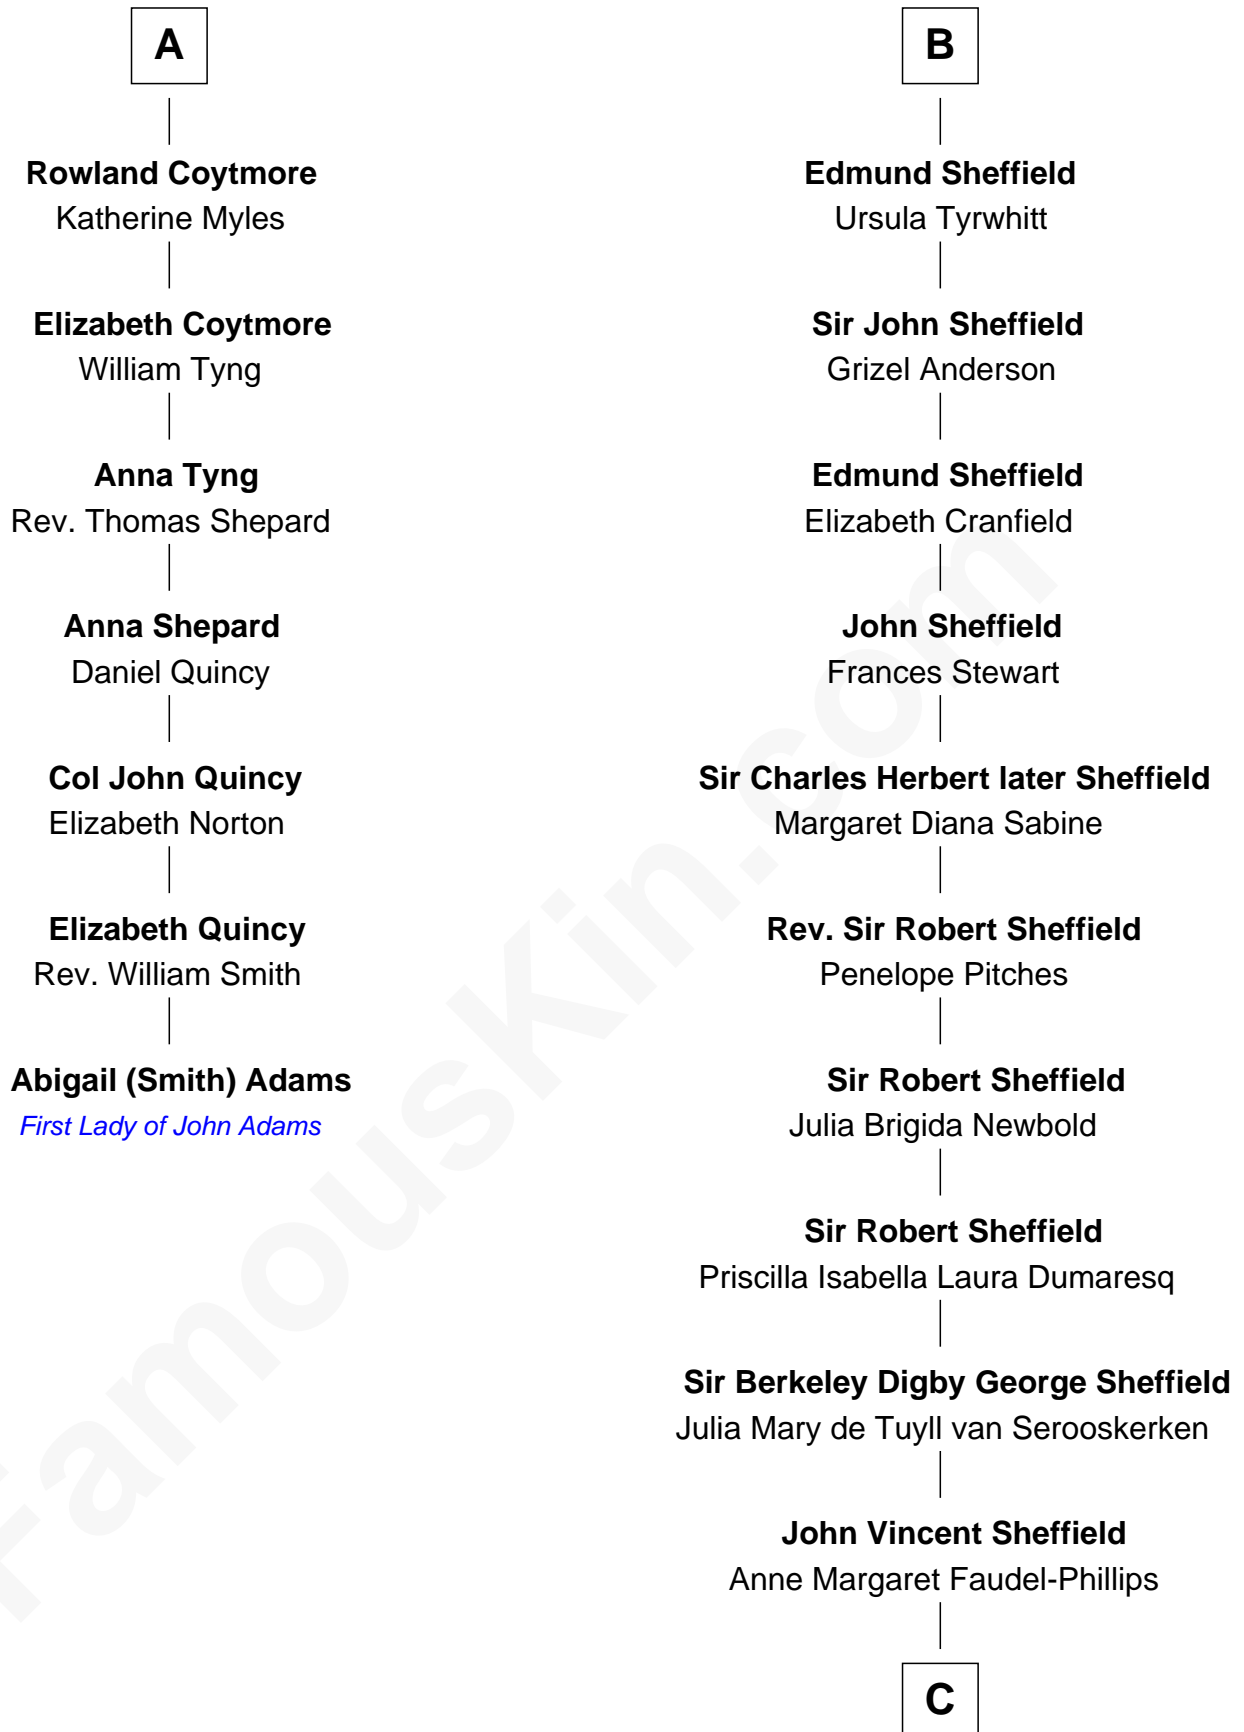 A
Rowland Coytmore
Katherine Myles
Elizabeth Coytmore
William Tyng
Anna Tyng
Rev. Thomas Shepard
Anna Shepard
Daniel Quincy
Col John Quincy
Elizabeth Norton
Elizabeth Quincy
Rev. William Smith
Abigail (Smith) Adams
First Lady of John Adams
B
Edmund Sheffield
Ursula Tyrwhitt
Sir John Sheffield
Grizel Anderson
Edmund Sheffield
Elizabeth Cranfield
John Sheffield
Frances Stewart
Sir Charles Herbert later Sheffield
Margaret Diana Sabine
Rev. Sir Robert Sheffield
Penelope Pitches
Sir Robert Sheffield
Julia Brigida Newbold
Sir Robert Sheffield
Priscilla Isabella Laura Dumaresq
Sir Berkeley Digby George Sheffield
Julia Mary de Tuyll van Serooskerken
John Vincent Sheffield
Anne Margaret Faudel-Phillips
C
FamousKin.com